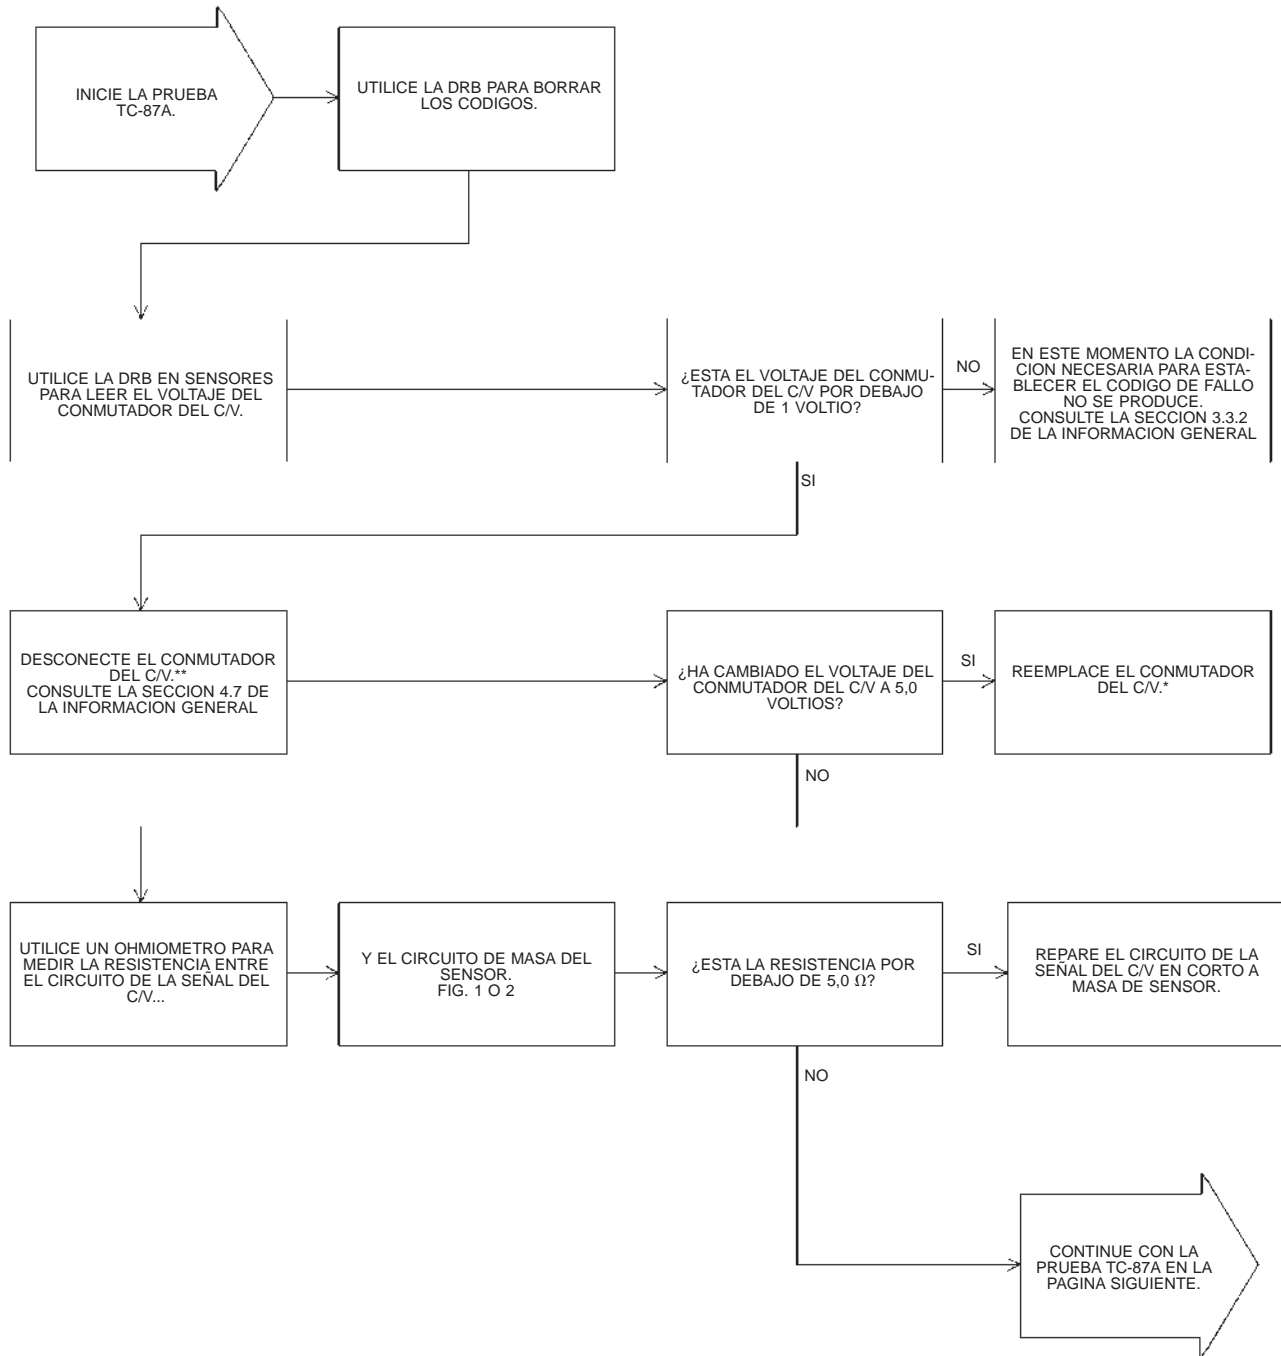 INICIE LA PRUEBA
TC-87A.
UTILICE LA DRB PARA BORRAR
LOS CODIGOS.
UTILICE LA DRB EN SENSORES
PARA LEER EL VOLTAJE DEL
CONMUTADOR DEL C/V.
¿ESTA EL VOLTAJE DEL CONMU-
TADOR DEL C/V POR DEBAJO
DE 1 VOLTIO?
NO
EN ESTE MOMENTO LA CONDI-
CION NECESARIA PARA ESTA-
BLECER EL CODIGO DE FALLO
NO SE PRODUCE.
CONSULTE LA SECCION 3.3.2
DE LA INFORMACION GENERAL
SI
DESCONECTE EL CONMUTADOR
DEL C/V.**
CONSULTE LA SECCION 4.7 DE
LA INFORMACION GENERAL
¿HA CAMBIADO EL VOLTAJE DEL
CONMUTADOR DEL C/V A 5,0
VOLTIOS?
SI
REEMPLACE EL CONMUTADOR
DEL C/V.*
NO
UTILICE UN OHMIOMETRO PARA
MEDIR LA RESISTENCIA ENTRE
EL CIRCUITO DE LA SEÑAL DEL
C/V...
Y EL CIRCUITO DE MASA DEL
SENSOR.
FIG. 1 O 2
¿ESTA LA RESISTENCIA POR
DEBAJO DE 5,0 Ω?
SI
REPARE EL CIRCUITO DE LA
SEÑAL DEL C/V EN CORTO A
MASA DE SENSOR.
NO
CONTINUE CON LA
PRUEBA TC-87A EN LA
PAGINA SIGUIENTE.